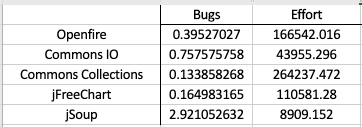 Bugs Effort
Openfire 0.39527027 166542.016
Commons IO 0.757575758 43955.296
Commons Collections 0.133858268 264237.472
jFreeChart 0.164983165 110581.28
jSoup 2.921052632 8909.152